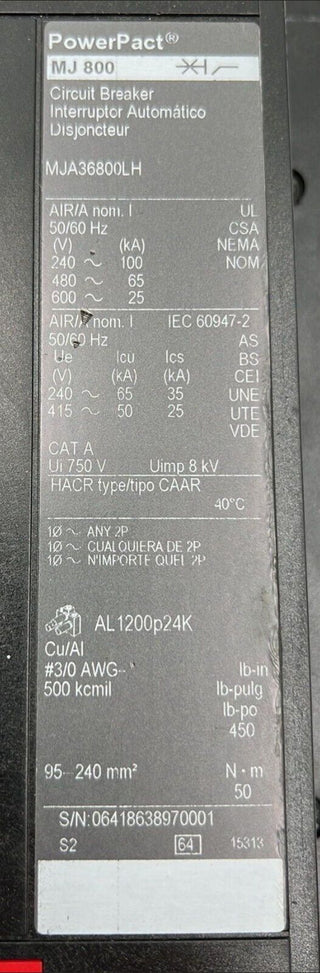 PowerPact®
MJ 800
Circuit Breaker
Interruptor Automático
Disjoncteur
MJA36800LH
AIR/A nom. I UL
50/60 Hz CSA
(V) (kA) NEMA
240 ~ 100 NOM
480 ~ 65
600 ~ 25
AIR/A nom. I IEC 60947-2
50/60 Hz AS
Ue Icu Ics BS
(V) (kA) (kA) CEI
240 ~ 65 35 UNE
415 ~ 50 25 UTE
VDE
CAT A
Ui 750 V Uimp 8 kV
HACR type/tipo CAAR
40°C
1Ø ~ ANY 2P
1Ø ~ CUALQUIERA DE 2P
1Ø ~ N'IMPORTE QUEL 2P
AL1200p24K
Cu/Al
#3/0 AWG-- lb-in
500 kcmil lb-pulg
lb-po
450
95--240 mm² N·m
50
S/N:06418638970001
S2 64 15313